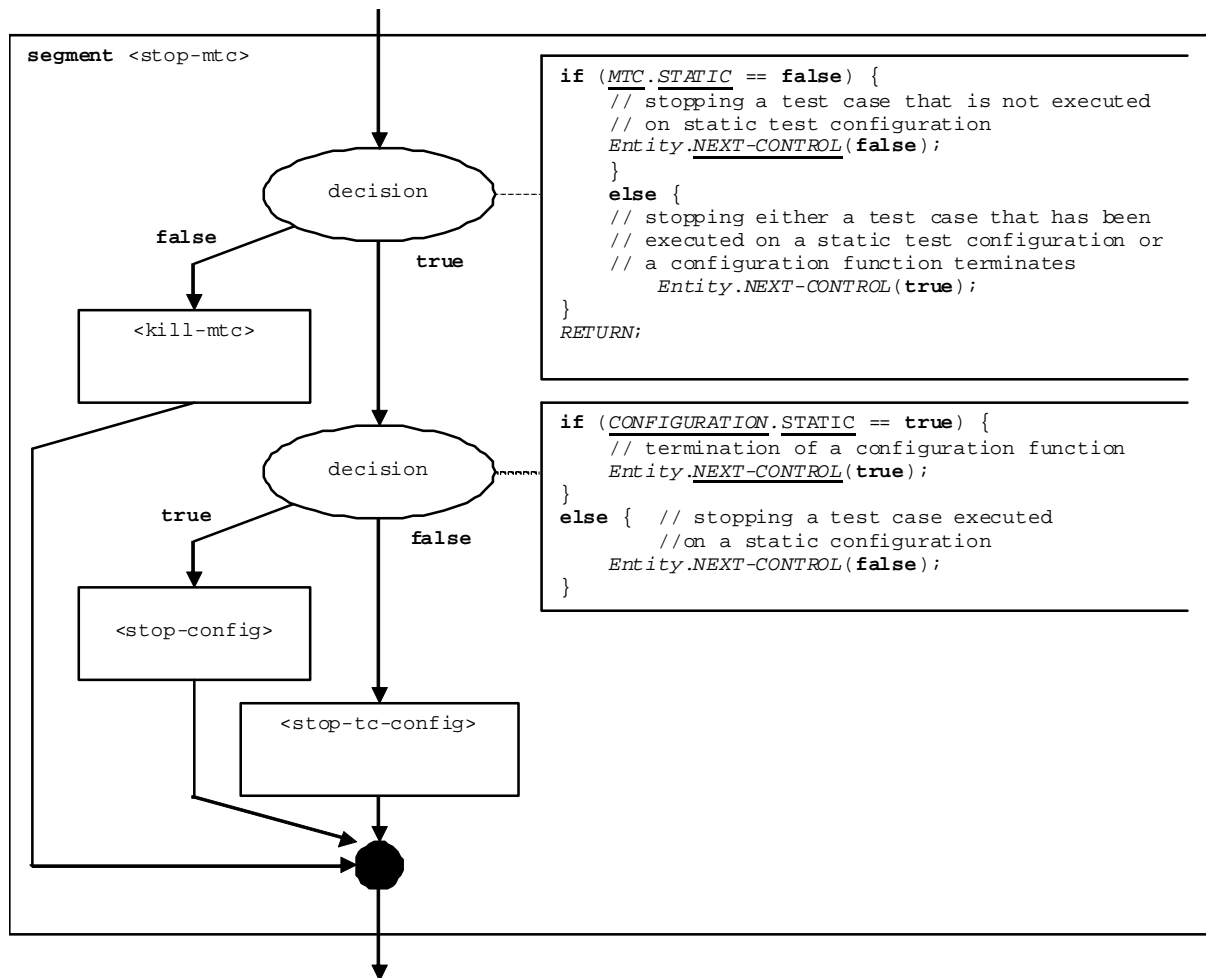 segment <stop-mtc>
decision
false
true
<kill-mtc>
decision
true
false
<stop-config>
<stop-tc-config>
if (MTC.STATIC == false) {
// stopping a test case that is not executed
// on static test configuration
Entity.NEXT-CONTROL(false);
}
else {
// stopping either a test case that has been
// executed on a static test configuration or
// a configuration function terminates
Entity.NEXT-CONTROL(true);
}
RETURN;
if (CONFIGURATION.STATIC == true) {
// termination of a configuration function
Entity.NEXT-CONTROL(true);
}
else { // stopping a test case executed
//on a static configuration
Entity.NEXT-CONTROL(false);
}